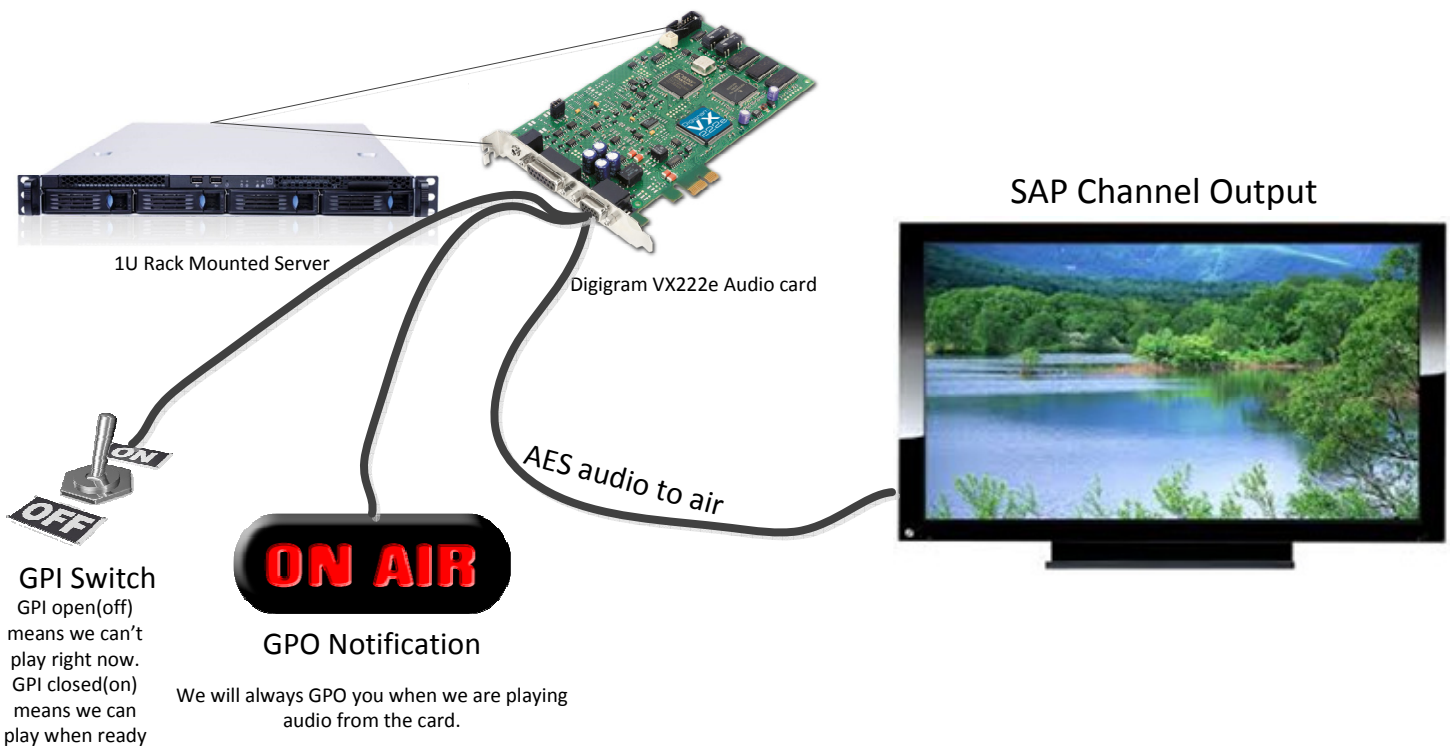 SAP Channel Output
1U Rack Mounted Server
VX
222e
Digigram VX222e Audio card
ON
OFF
AES audio to air
ON AIR
GPI Switch
GPI open(off)
means we can’t
play right now.
GPI closed(on)
means we can
play when ready
GPO Notification
We will always GPO you when we are playing
audio from the card.